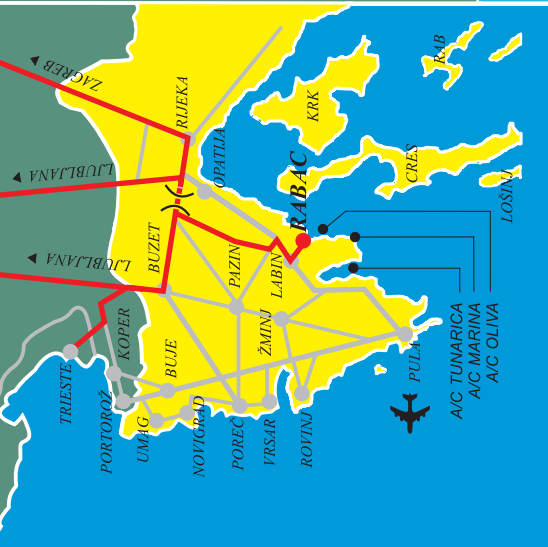 ZAGREB
LJUBLJANA
LJUBLJANA
RIJEKA
OPATIJA
BUZET
KRK
RAB
CRES
LOŠINJ
RABAC
LABIN
PAZIN
ŽMINJ
TRIESTE
KOPER
PORTOROŽ
BUJE
UMAG
NOVIGRAD
POREČ
VRSAR
ROVINJ
PULA
A/C TUNARICA
A/C MARINA
A/C OLIVA